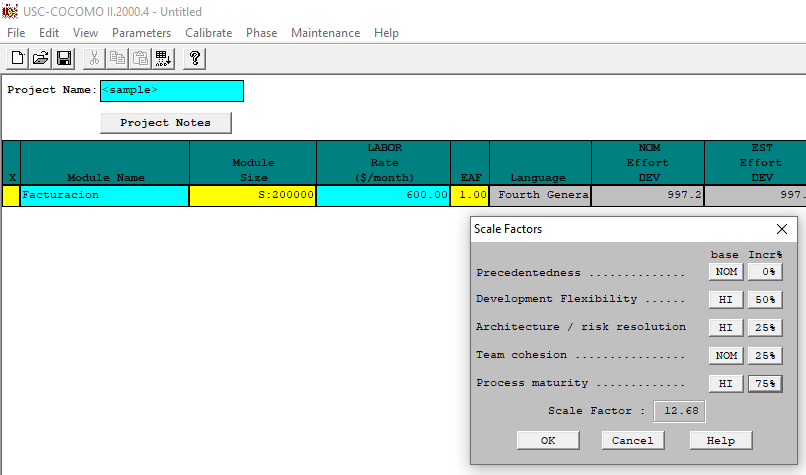 USC-COCOMO II.2000.4 - Untitled
File Edit View Parameters Calibrate Phase Maintenance Help
?
Project Name: <sample>
Project Notes
X Module Name Module Size LABOR Rate ($/month) EAF Language NOM Effort DEV EST Effort DEV
Facturacion S:200000 600.00 1.00 Fourth Genera 997.2 997.
Scale Factors
base Incr%
Precedentedness .............. NOM 0%
Development Flexibility ...... HI 50%
Architecture / risk resolution HI 25%
Team cohesion ................ NOM 25%
Process maturity ............. HI 75%
Scale Factor : 12.68
OK Cancel Help